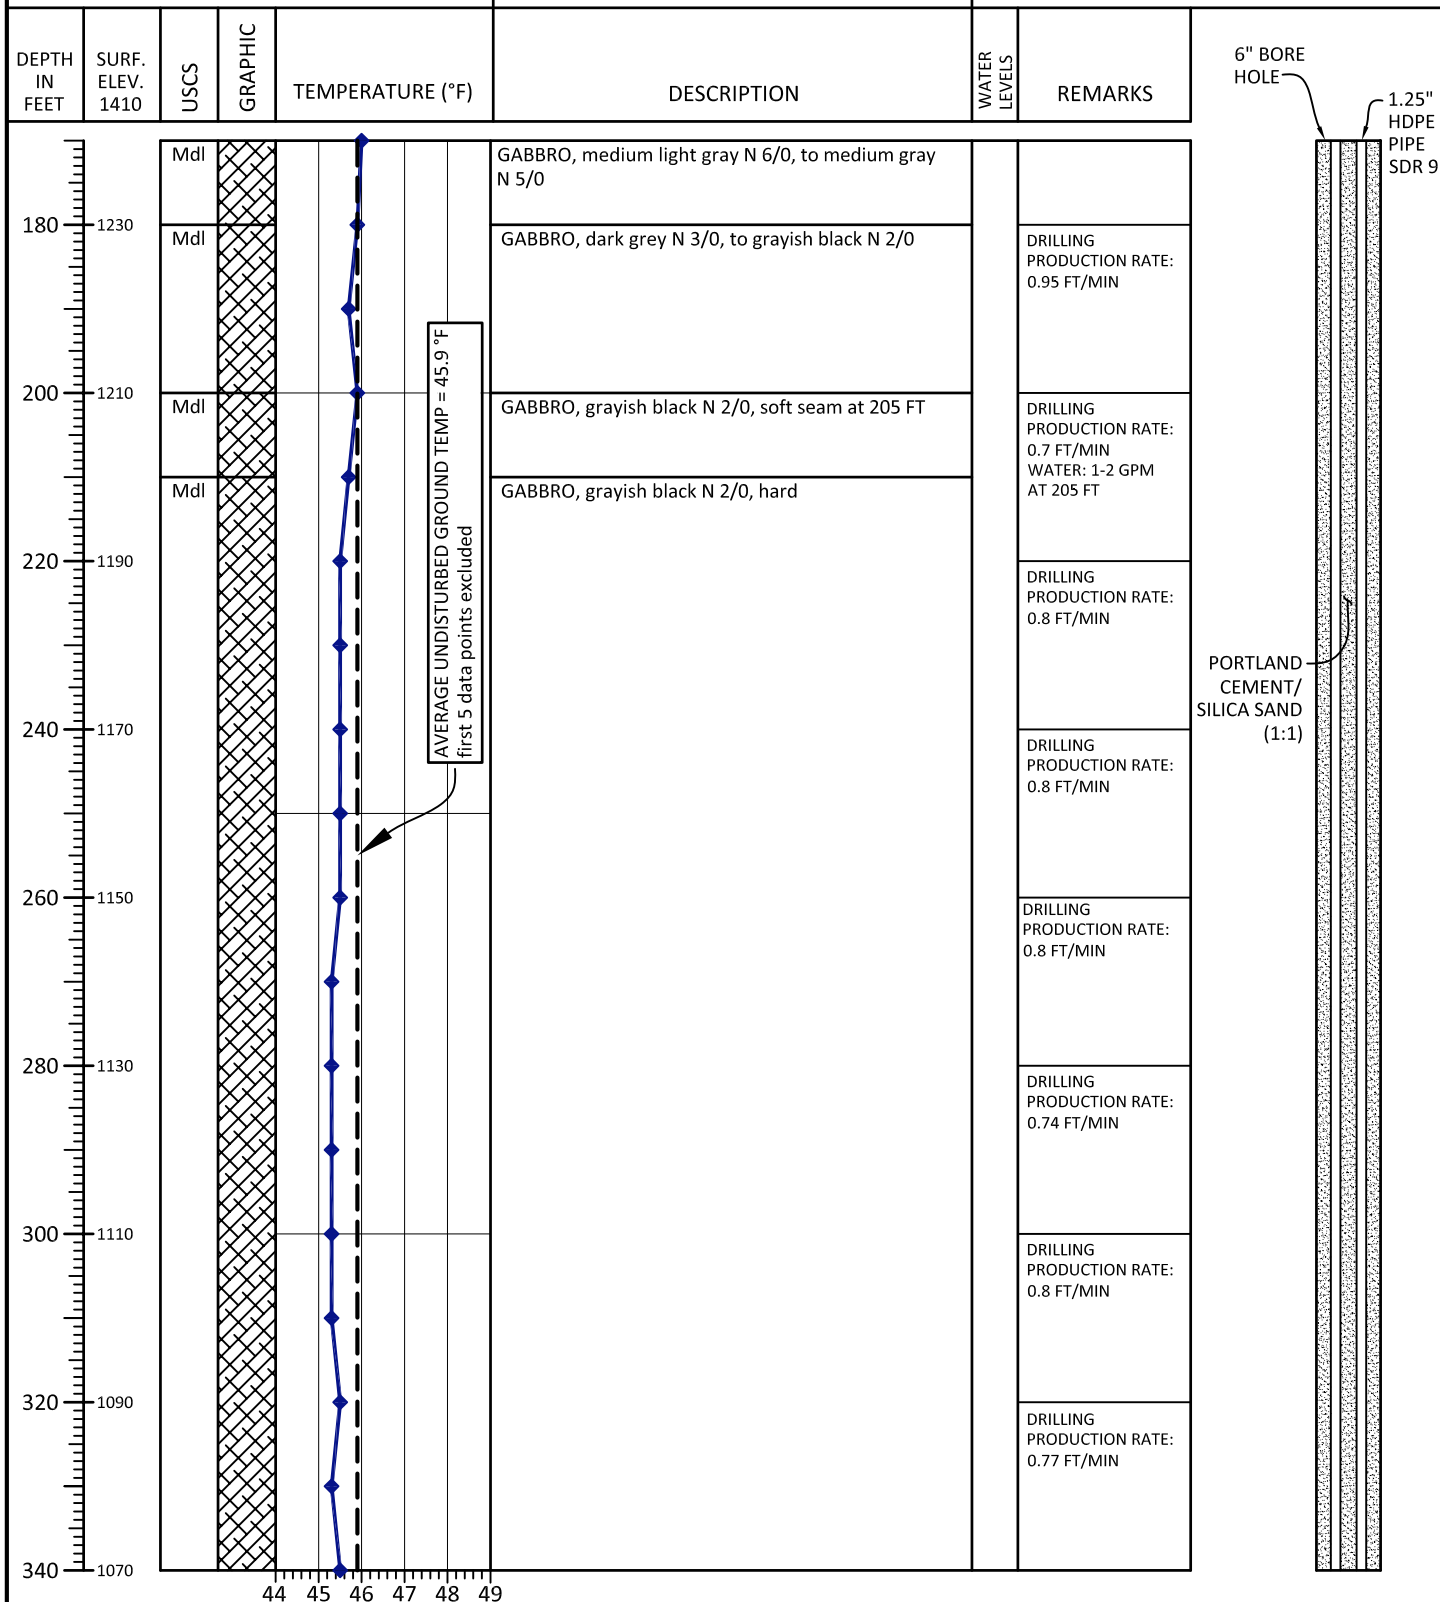 DEPTH
IN
FEET
SURF.
ELEV.
1410
USCS
GRAPHIC
TEMPERATURE (°F)
DESCRIPTION
WATER
LEVELS
REMARKS
6" BORE
HOLE
1.25"
HDPE
PIPE
SDR 9
Mdl
GABBRO, medium light gray N 6/0, to medium gray
N 5/0
180
1230
Mdl
GABBRO, dark grey N 3/0, to grayish black N 2/0
DRILLING
PRODUCTION RATE:
0.95 FT/MIN
AVERAGE UNDISTURBED GROUND TEMP = 45.9 °F
first 5 data points excluded
200
1210
Mdl
GABBRO, grayish black N 2/0, soft seam at 205 FT
DRILLING
PRODUCTION RATE:
0.7 FT/MIN
WATER: 1-2 GPM
AT 205 FT
Mdl
GABBRO, grayish black N 2/0, hard
220
1190
DRILLING
PRODUCTION RATE:
0.8 FT/MIN
PORTLAND
CEMENT/
SILICA SAND
(1:1)
240
1170
DRILLING
PRODUCTION RATE:
0.8 FT/MIN
260
1150
DRILLING
PRODUCTION RATE:
0.8 FT/MIN
280
1130
DRILLING
PRODUCTION RATE:
0.74 FT/MIN
300
1110
DRILLING
PRODUCTION RATE:
0.8 FT/MIN
320
1090
DRILLING
PRODUCTION RATE:
0.77 FT/MIN
340
1070
44 45 46 47 48 49